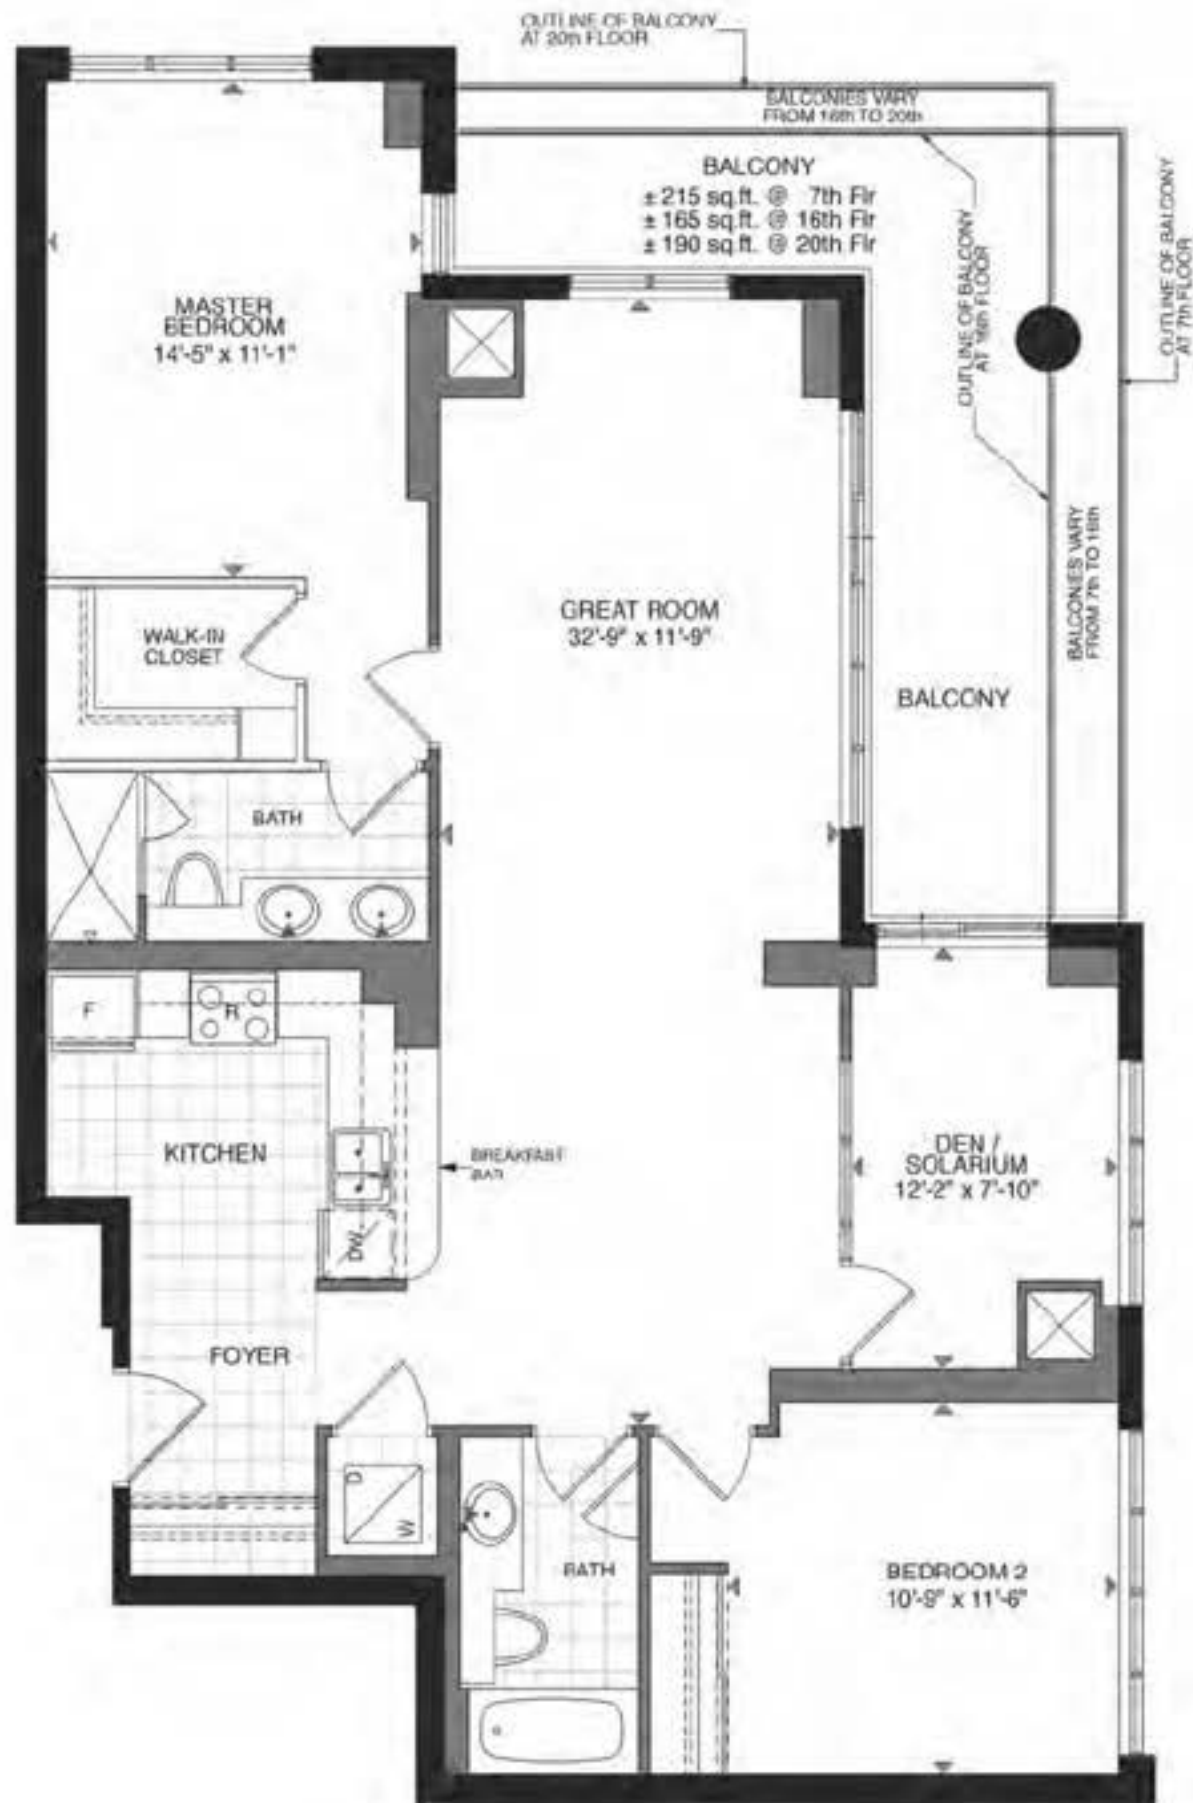 OUTLINE OF BALCONY
AT 20th FLOOR
BALCONIES VARY
FROM 16th TO 20th
BALCONY
± 215 sq.ft. @ 7th Flr
± 165 sq.ft. @ 16th Flr
± 190 sq.ft. @ 20th Flr
OUTLINE OF BALCONY
AT 16th FLOOR
OUTLINE OF BALCONY
AT 7th FLOOR
MASTER
BEDROOM
14'-5" x 11'-1"
GREAT ROOM
32'-9" x 11'-9"
WALK-IN
CLOSET
BALCONIES VARY
FROM 7th TO 16th
BALCONY
BATH
F
R
KITCHEN
BREAKFAST
BAR
DEN /
SOLARIUM
12'-2" x 7'-10"
DW
FOYER
D
W
BATH
BEDROOM 2
10'-9" x 11'-6"